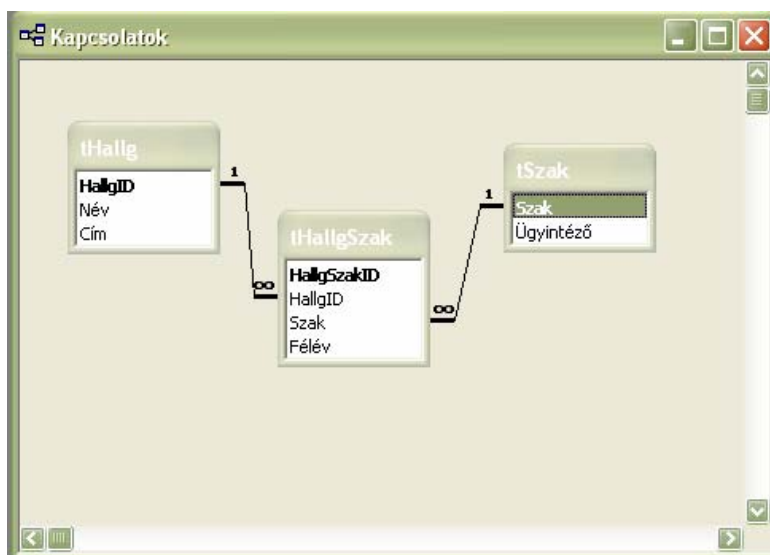 Kapcsolatok
tHallg
HallgID
Név
Cím
1
∞
tHallgSzak
HallgSzakID
HallgID
Szak
Félév
∞
1
tSzak
Szak
Ügyintéző